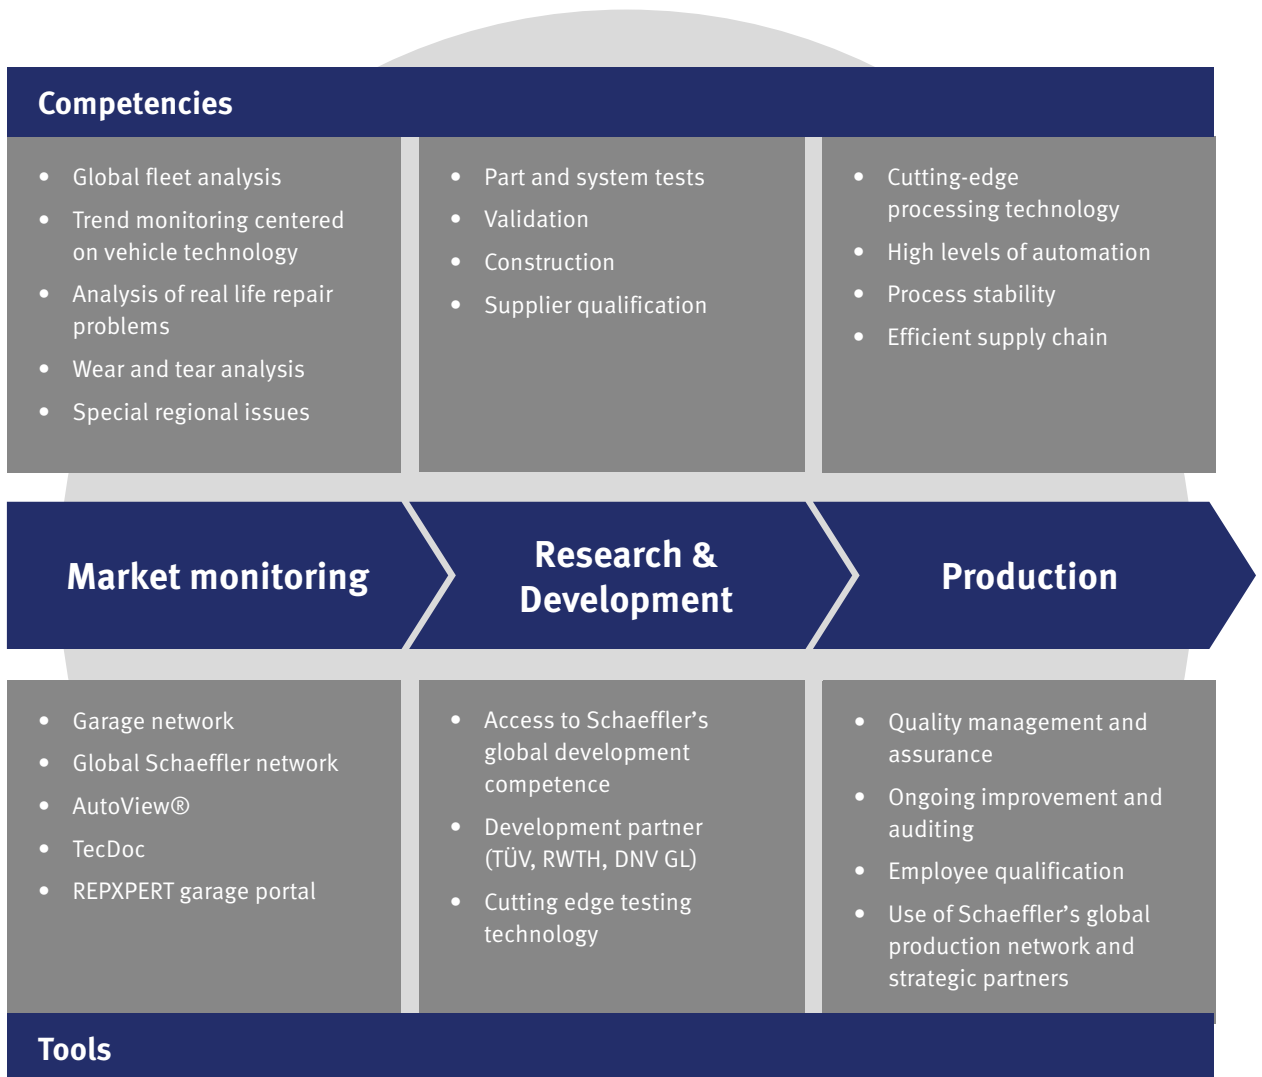 Competencies
• Global fleet analysis
• Trend monitoring centered
on vehicle technology
• Analysis of real life repair
problems
• Wear and tear analysis
• Special regional issues
• Part and system tests
• Validation
• Construction
• Supplier qualification
• Cutting-edge
processing technology
• High levels of automation
• Process stability
• Efficient supply chain
Market monitoring
Research &
Development
Production
• Garage network
• Global Schaeffler network
• AutoView®
• TecDoc
• REPXPERT garage portal
• Access to Schaeffler’s
global development
competence
• Development partner
(TÜV, RWTH, DNV GL)
• Cutting edge testing
technology
• Quality management and
assurance
• Ongoing improvement and
auditing
• Employee qualification
• Use of Schaeffler’s global
production network and
strategic partners
Tools